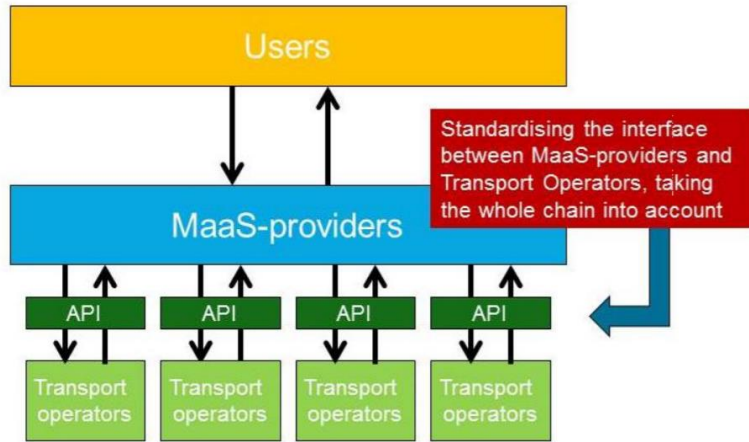 Users
Standardising the interface
between MaaS-providers and
Transport Operators, taking
the whole chain into account
MaaS-providers
API
API
API
API
Transport
operators
Transport
operators
Transport
operators
Transport
operators